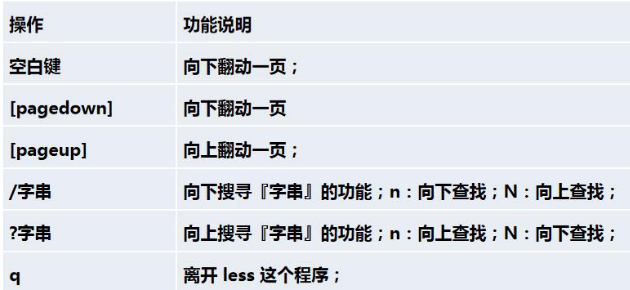 操作 功能说明
空白键 向下翻动一页；
[pagedown] 向下翻动一页
[pageup] 向上翻动一页；
/字串 向下搜寻『字串』的功能；n：向下查找；N：向上查找；
?字串 向上搜寻『字串』的功能；n：向上查找；N：向下查找；
q 离开 less 这个程序；